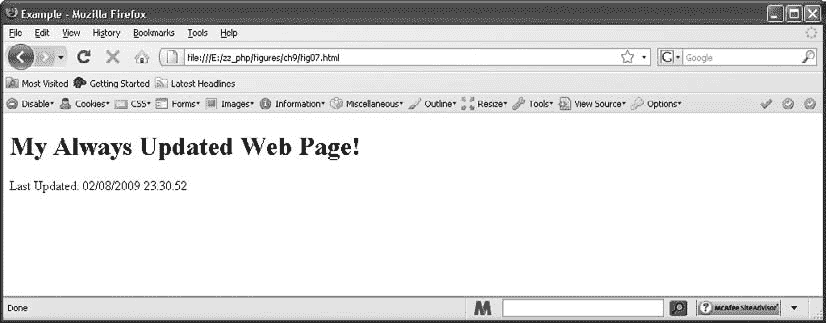 Example - Mozilla Firefox
File Edit View History Bookmarks Tools Help
file:///E:/zz_php/figures/ch9/fig07.html
G Google
Most Visited Getting Started Latest Headlines
Disable Cookies CSS Forms Images Information Miscellaneous Outline Resize Tools View Source Options
My Always Updated Web Page!
Last Updated: 02/08/2009 23.30.52
Done
M
McAfee SiteAdvisor